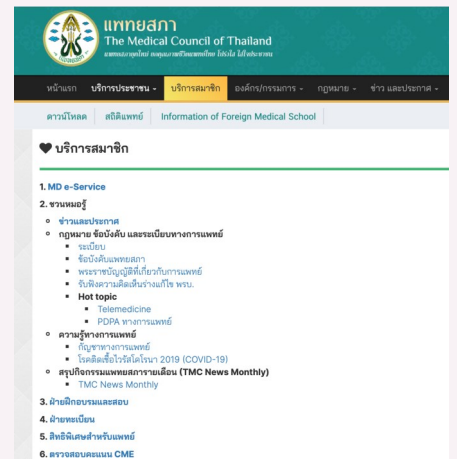 แพทยสภา
The Medical Council of Thailand
หน้าแรก บริการประชาชน บริการสมาชิก องค์กร/กรรมการ กฎหมาย ข่าว และประกาศ
ดาวน์โหลด สถิติแพทย์ Information of Foreign Medical School
บริการสมาชิก
1. MD e-Service
2. ชวนหมอรู้
ข่าวและประกาศ
กฎหมาย ข้อบังคับ และระเบียบทางการแพทย์
ระเบียบ
ข้อบังคับแพทยสภา
พระราชบัญญัติที่เกี่ยวกับการแพทย์
รับฟังความคิดเห็นร่างแก้ไข พรบ.
Hot topic
Telemedicine
PDPA ทางการแพทย์
ความรู้ทางการแพทย์
กัญชาทางการแพทย์
โรคติดเชื้อไวรัสโคโรนา 2019 (COVID-19)
สรุปกิจกรรมแพทยสภารายเดือน (TMC News Monthly)
TMC News Monthly
3. ฝ่ายฝึกอบรมและสอบ
4. ฝ่ายทะเบียน
5. สิทธิพิเศษสำหรับแพทย์
6. ตรวจสอบคะแนน CME